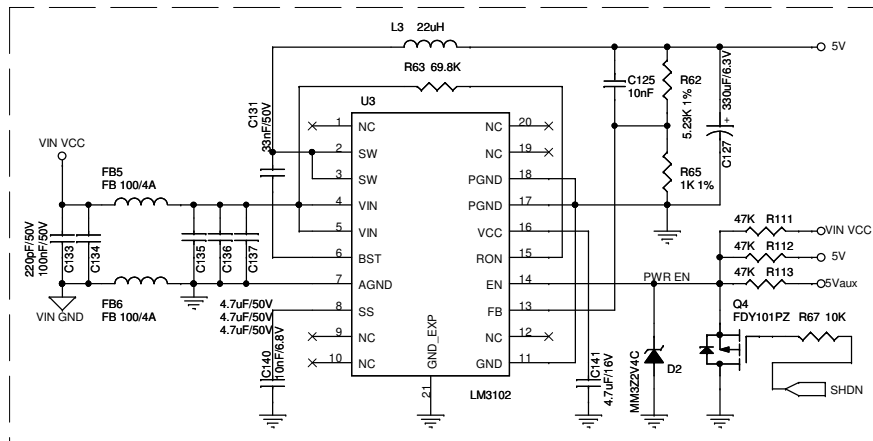 L3 22uH
5V
R63 69.8K
C125
10nF
R62
5.23K 1%
330uF/6.3V
+
C127
C131
33nF/50V
U3
1 NC
2 SW
3 SW
4 VIN
5 VIN
6 BST
7 AGND
8 SS
9 NC
10 NC
NC 20
NC 19
PGND 18
PGND 17
VCC 16
RON 15
EN 14
FB 13
NC 12
GND 11
GND_EXP
21
LM3102
R65
1K 1%
VIN VCC
FB5
FB 100/4A
220pF/50V
100nF/50V
C133
C134
C135
C136
C137
FB6
FB 100/4A
VIN GND
4.7uF/50V
4.7uF/50V
4.7uF/50V
C140
10nF/6.8V
C141
4.7uF/16V
PWR EN
47K R111
VIN VCC
47K R112
5V
47K R113
5Vaux
Q4
FDY101PZ
R67 10K
MM3Z2V4C
D2
SHDN